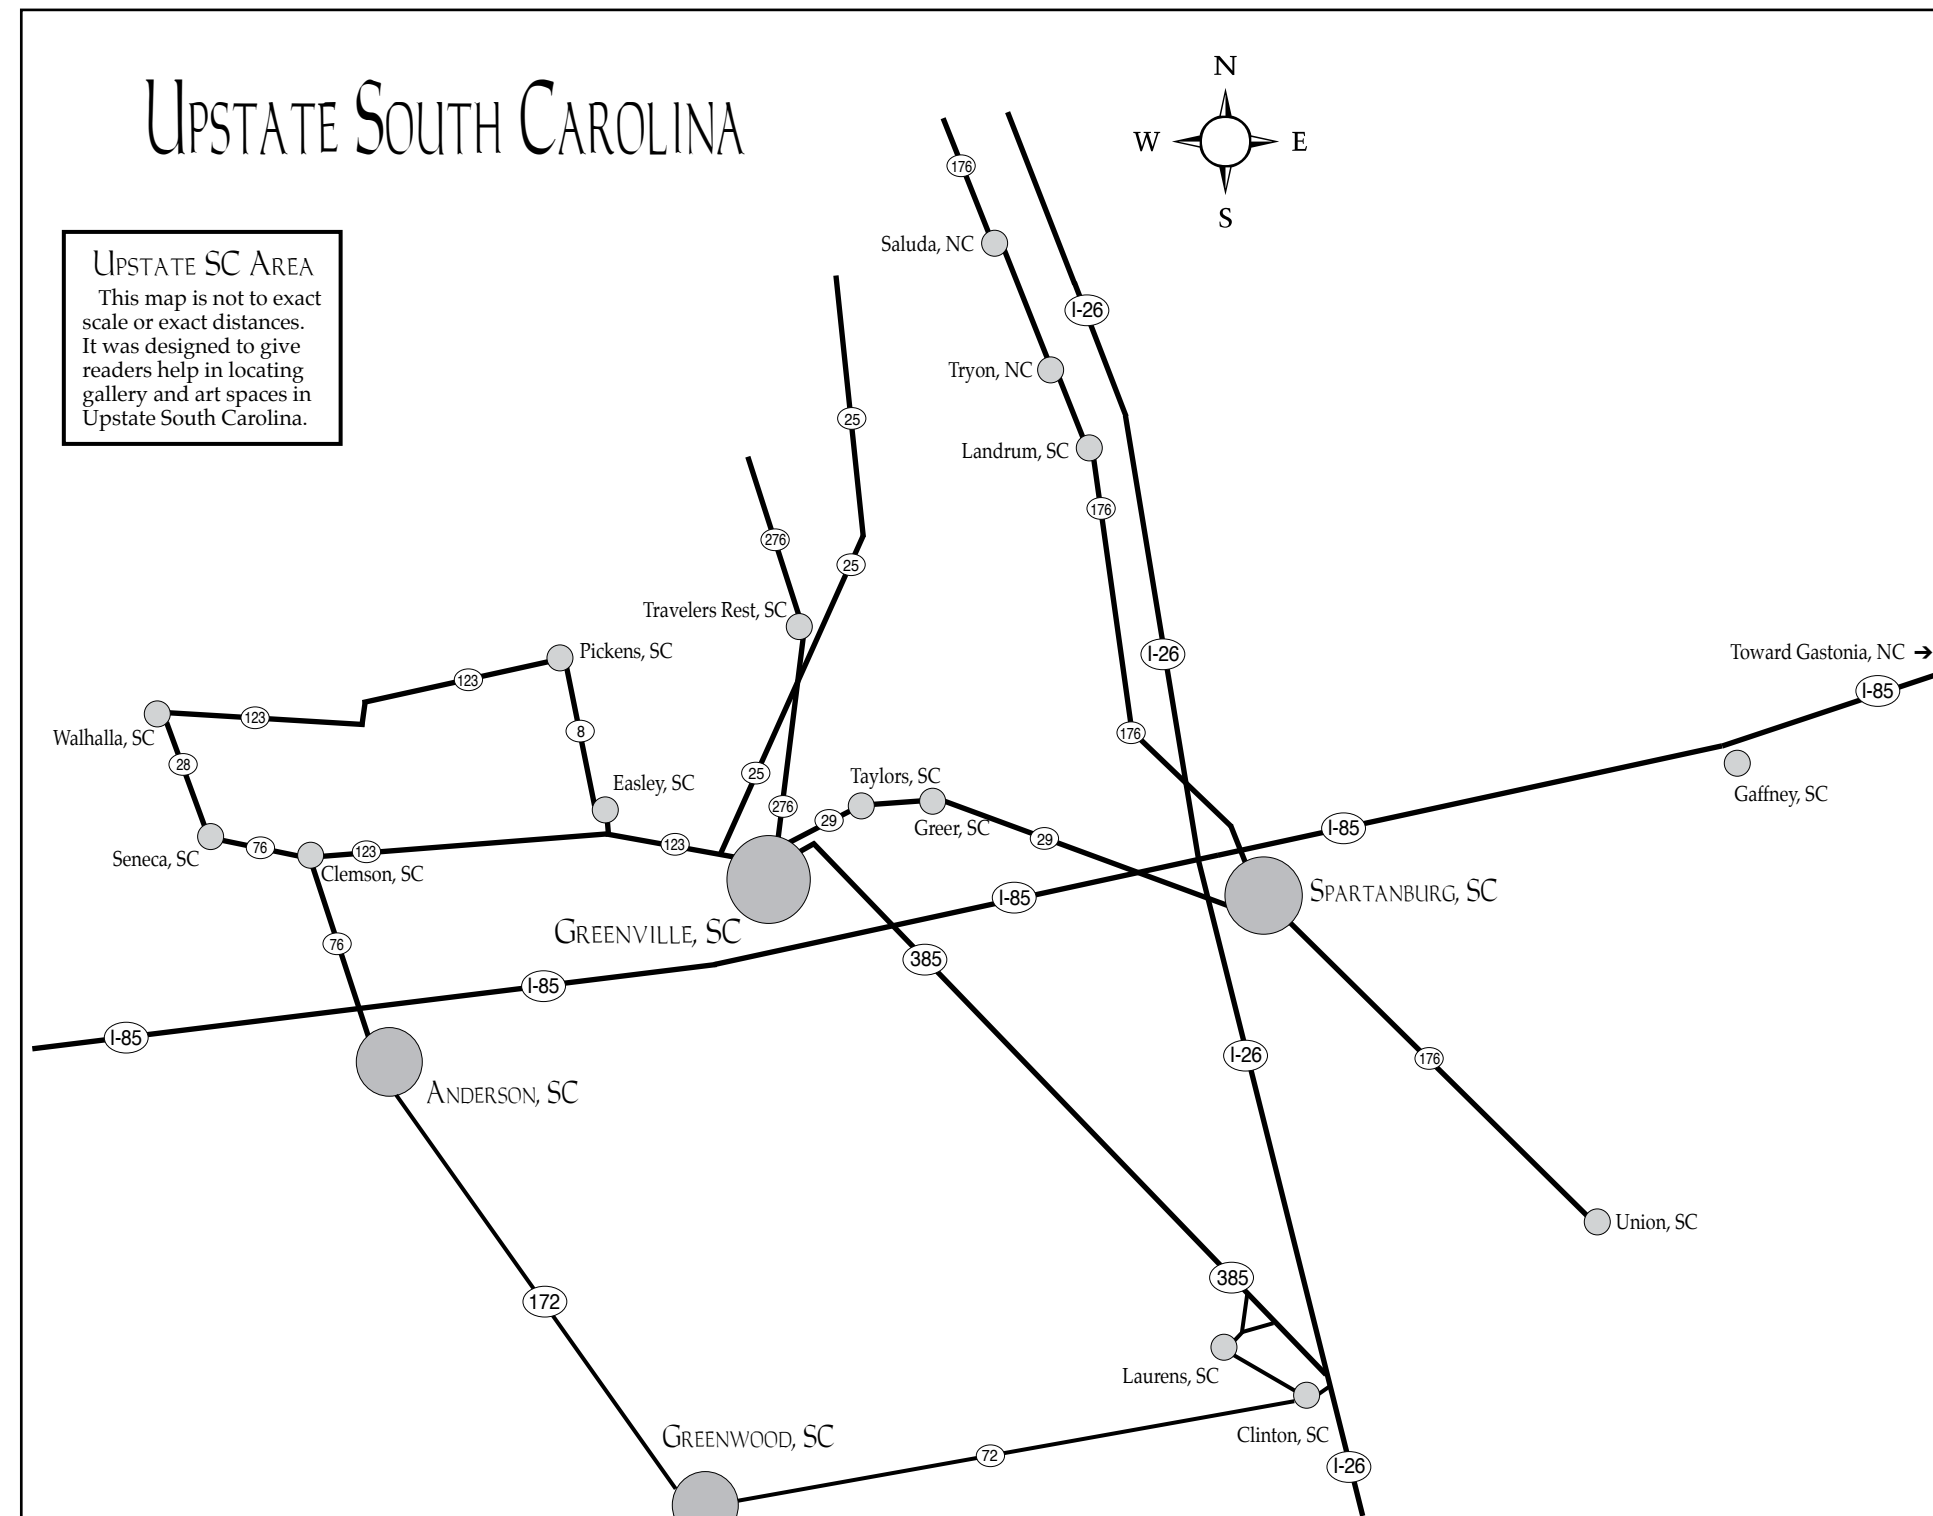 UPSTATE SOUTH CAROLINA
N
W
E
S
176
Saluda, NC
UPSTATE SC AREA
This map is not to exact
scale or exact distances.
It was designed to give
readers help in locating
gallery and art spaces in
Upstate South Carolina.
I-26
Tryon, NC
25
Landrum, SC
176
276
25
Travelers Rest, SC
Pickens, SC
I-26
Toward Gastonia, NC ➔
123
I-85
Walhalla, SC
123
8
176
28
25
Taylors, SC
Gaffney, SC
Easley, SC
276
29
Greer, SC
I-85
29
Seneca, SC
76
123
123
Clemson, SC
I-85
SPARTANBURG, SC
GREENVILLE, SC
76
385
I-85
I-85
I-26
176
ANDERSON, SC
Union, SC
385
172
Laurens, SC
GREENWOOD, SC
Clinton, SC
72
I-26